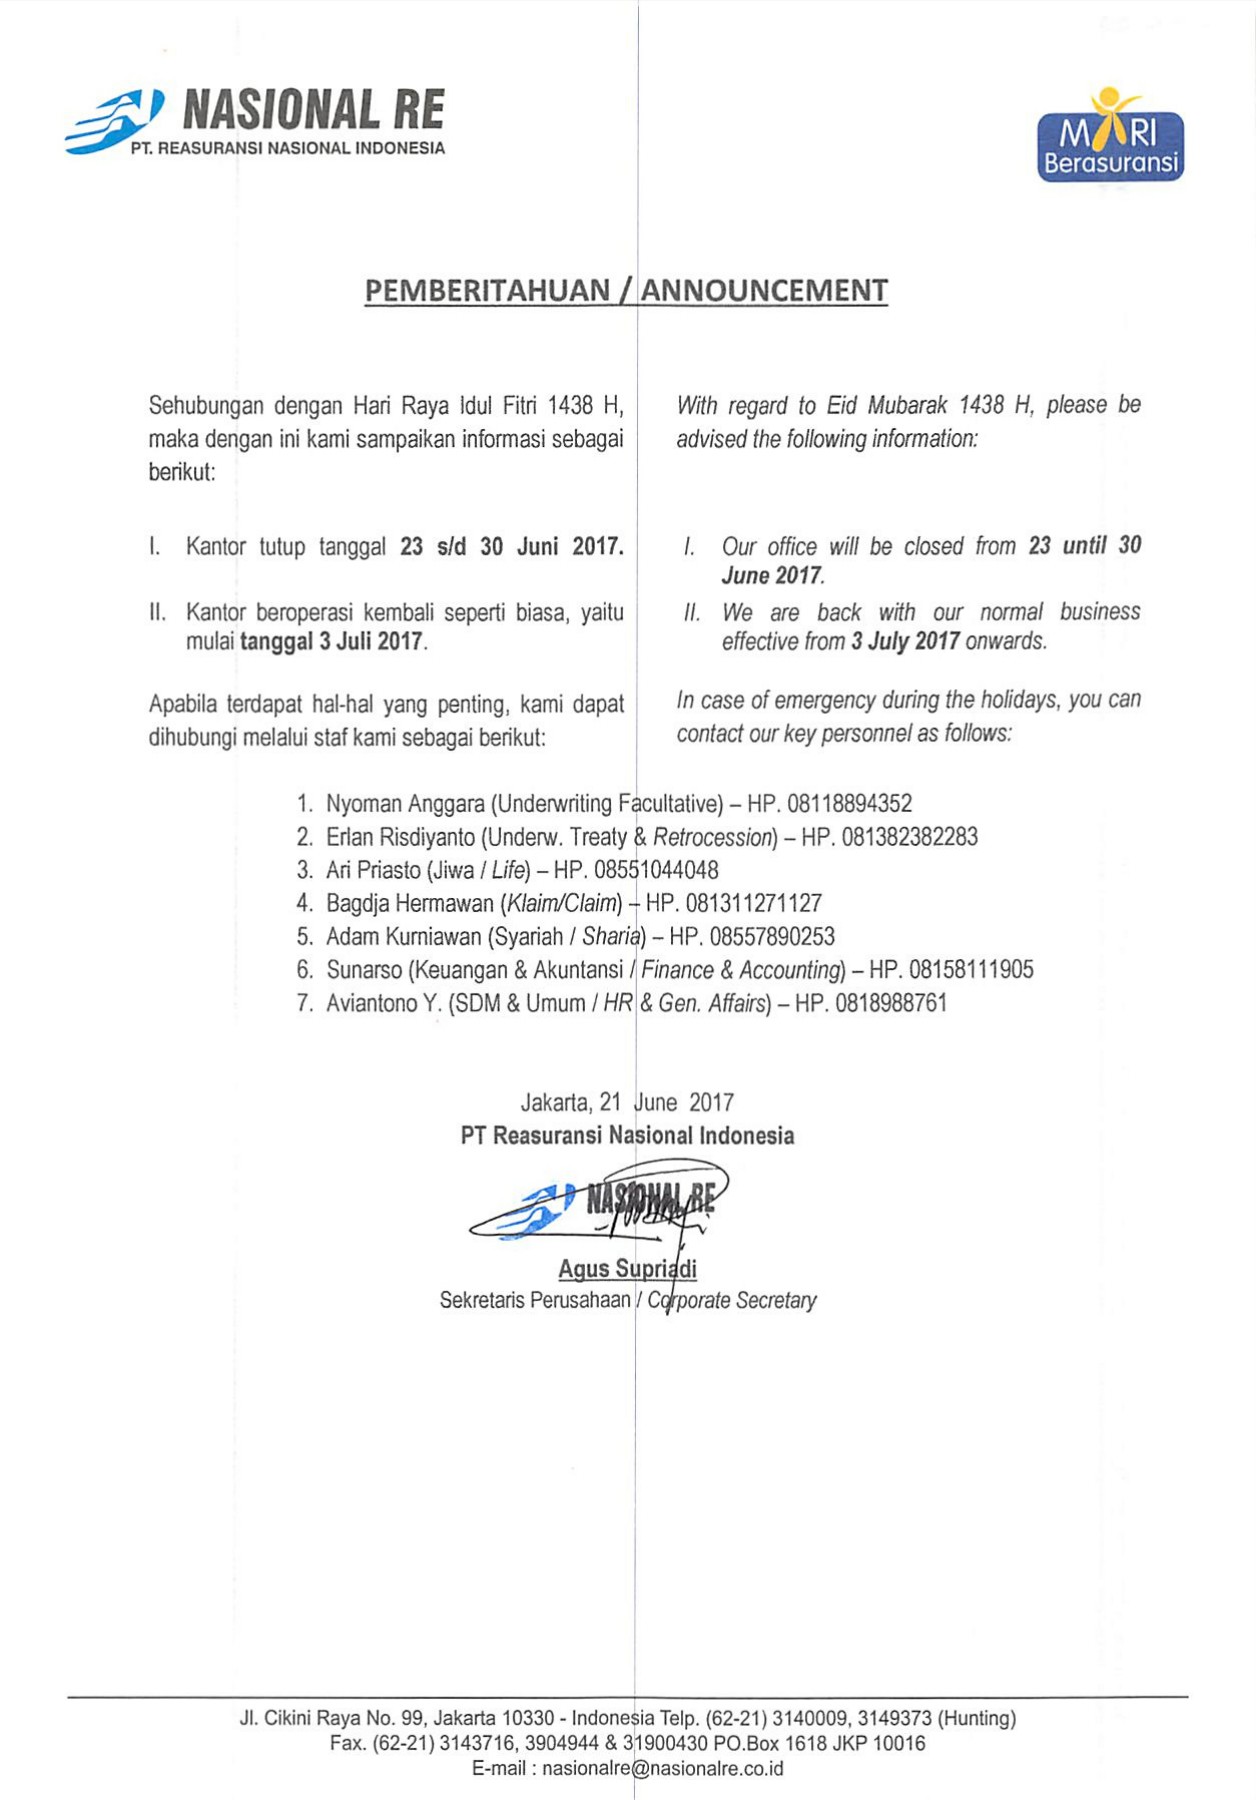 NASIONAL RE
PT. REASURANSI NASIONAL INDONESIA
MARI
Berasuransi
PEMBERITAHUAN / ANNOUNCEMENT
Sehubungan dengan Hari Raya Idul Fitri 1438 H,
maka dengan ini kami sampaikan informasi sebagai
berikut:
I. Kantor tutup tanggal 23 s/d 30 Juni 2017.
II. Kantor beroperasi kembali seperti biasa, yaitu
mulai tanggal 3 Juli 2017.
Apabila terdapat hal-hal yang penting, kami dapat
dihubungi melalui staf kami sebagai berikut:
With regard to Eid Mubarak 1438 H, please be
advised the following information:
I. Our office will be closed from 23 until 30
June 2017.
II. We are back with our normal business
effective from 3 July 2017 onwards.
In case of emergency during the holidays, you can
contact our key personnel as follows:
1. Nyoman Anggara (Underwriting Facultative) – HP. 08118894352
2. Erlan Risdiyanto (Underw. Treaty & Retrocession) – HP. 081382382283
3. Ari Priasto (Jiwa / Life) – HP. 08551044048
4. Bagdja Hermawan (Klaim/Claim) – HP. 081311271127
5. Adam Kurniawan (Syariah / Sharia) – HP. 08557890253
6. Sunarso (Keuangan & Akuntansi / Finance & Accounting) – HP. 08158111905
7. Aviantono Y. (SDM & Umum / HR & Gen. Affairs) – HP. 0818988761
Jakarta, 21 June 2017
PT Reasuransi Nasional Indonesia
NASIONAL RE
Agus Supriadi
Sekretaris Perusahaan / Corporate Secretary
Jl. Cikini Raya No. 99, Jakarta 10330 - Indonesia Telp. (62-21) 3140009, 3149373 (Hunting)
Fax. (62-21) 3143716, 3904944 & 31900430 PO.Box 1618 JKP 10016
E-mail : nasionalre@nasionalre.co.id